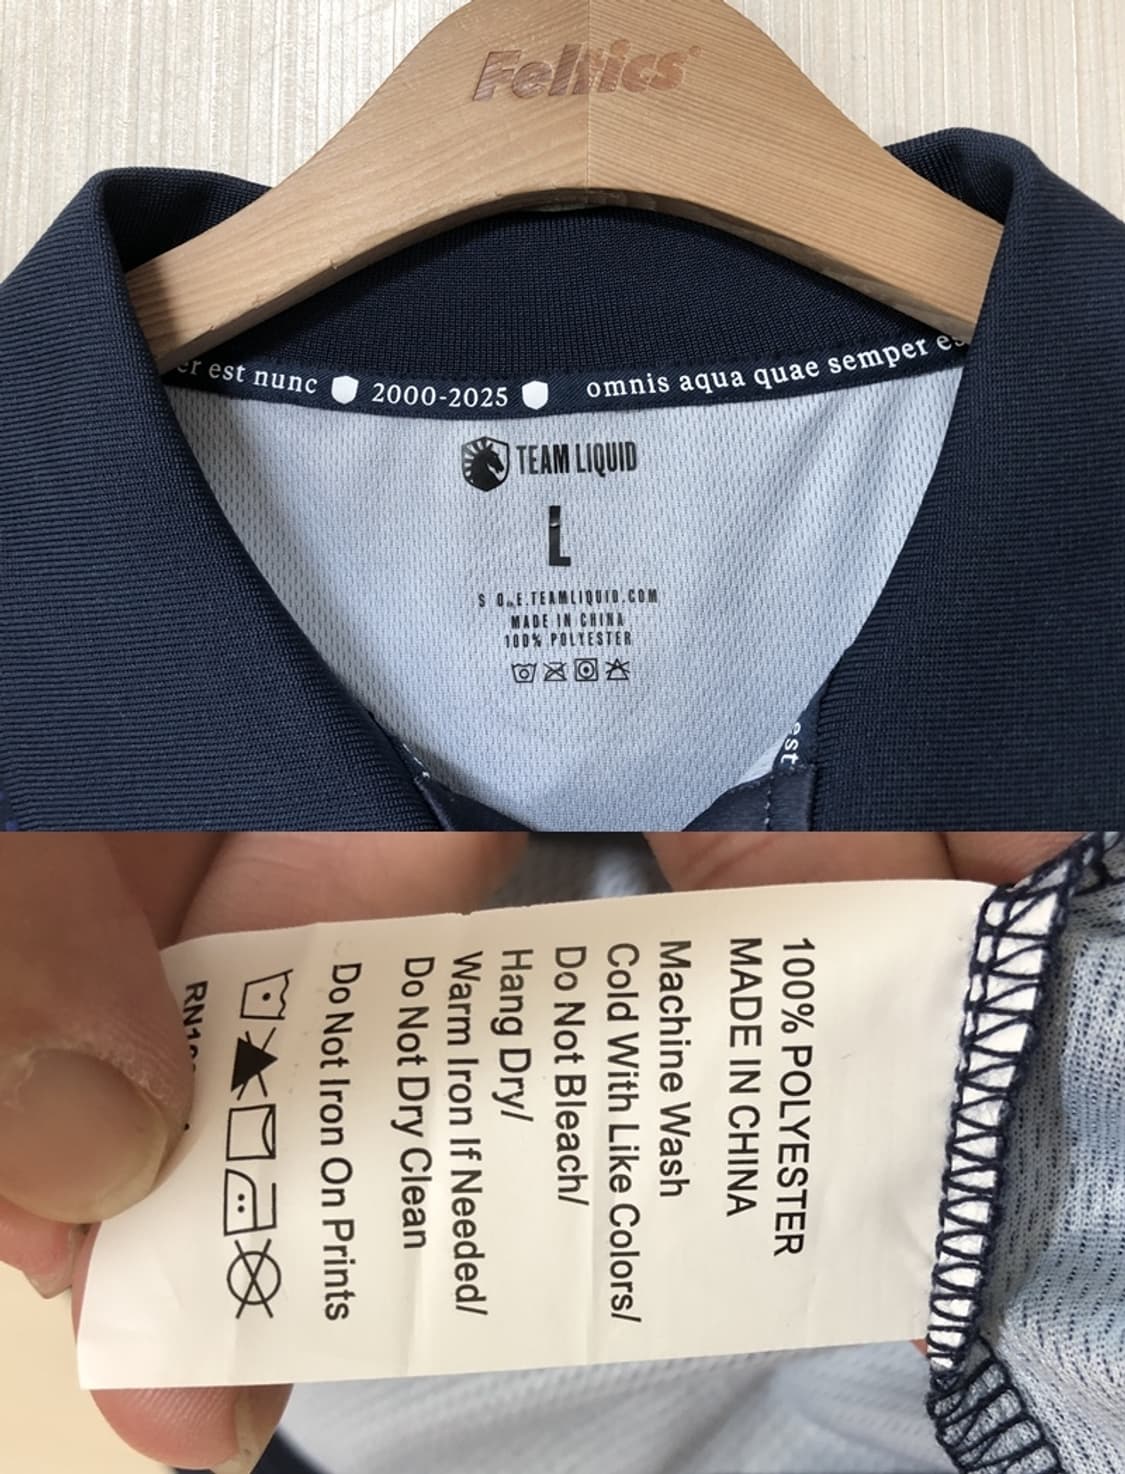 Feltics
er est nunc 2000-2025 omnis aqua quae semper es
TEAM LIQUID
L
S O E.TEAMLIQUID.COM
MADE IN CHINA
100% POLYESTER
est
100% POLYESTER
MADE IN CHINA
Machine Wash
Cold With Like Colors/
Do Not Bleach/
Hang Dry/
Warm Iron If Needed/
Do Not Dry Clean
Do Not Iron On Prints